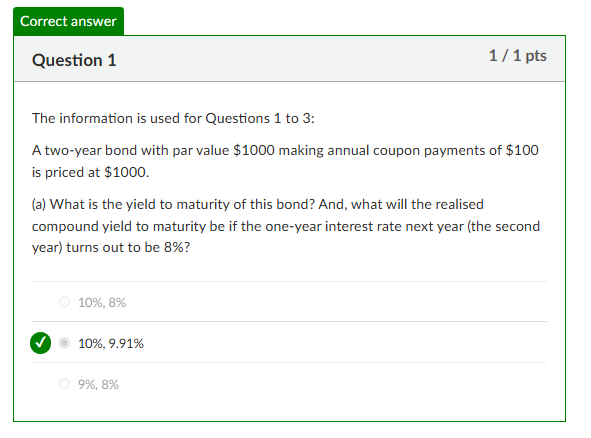 Correct answer
Question 1
1 / 1 pts
The information is used for Questions 1 to 3:
A two-year bond with par value $1000 making annual coupon payments of $100
is priced at $1000.
(a) What is the yield to maturity of this bond? And, what will the realised
compound yield to maturity be if the one-year interest rate next year (the second
year) turns out to be 8%?
10%, 8%
10%, 9.91%
9%, 8%